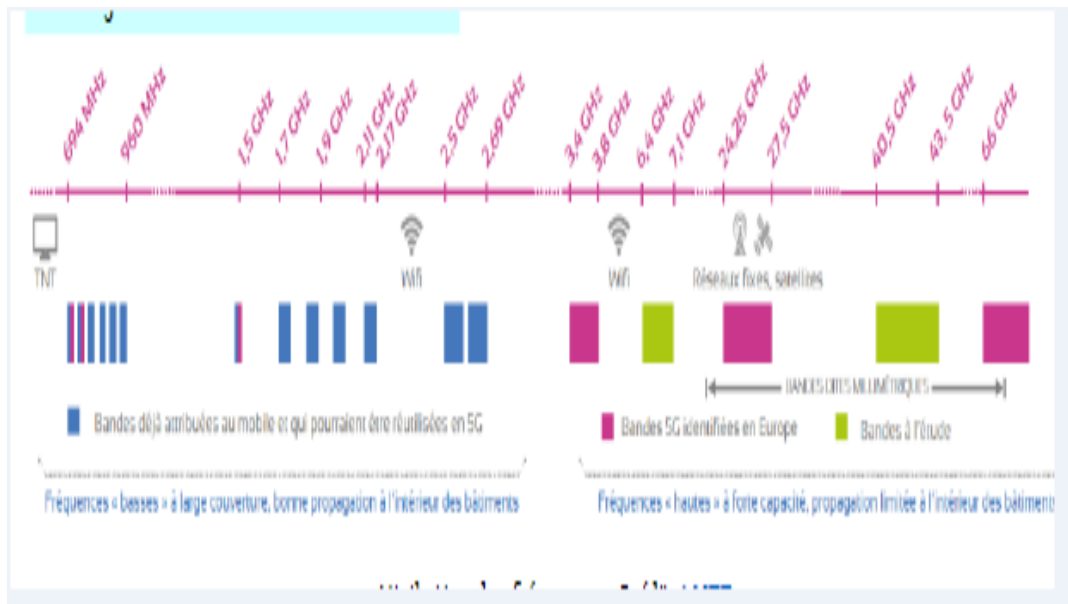 694 MHz 960 MHz 1,5 GHz 1,7 GHz 1,9 GHz 2,11 GHz 2,17 GHz 2,5 GHz 2,69 GHz 3,4 GHz 3,8 GHz 6,4 GHz 7,1 GHz 24,25 GHz 27,5 GHz 40,5 GHz 43, 5 GHz 66 GHz
TNT Wifi Wifi Réseaux fixes, satellites
BANDES DITES MILLIMÉTRIQUES
Bandes déjà attribuées au mobile et qui pourraient être réutilisées en 5G Bandes 5G identifiées en Europe Bandes à l'étude
Fréquences « basses » à large couverture, bonne propagation à l'intérieur des bâtiments Fréquences « hautes » à forte capacité, propagation limitée à l'intérieur des bâtiments